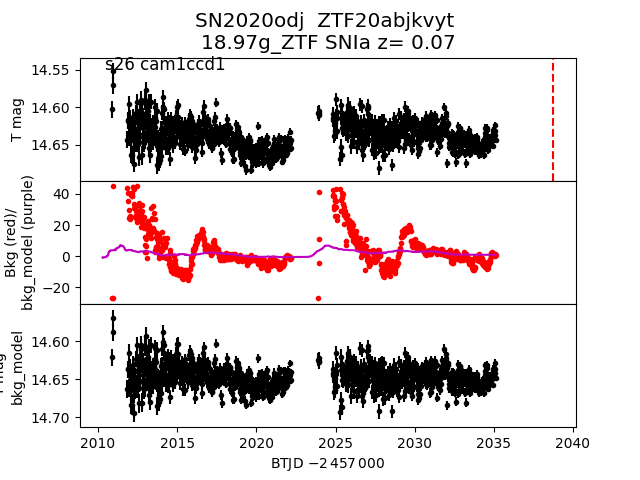 SN2020odj  ZTF20abjkvyt
18.97g_ZTF SNIa z= 0.07
s26 cam1ccd1
14.55
14.60
14.65
T mag
40
20
0
−20
Bkg (red)/
bkg_model (purple)
14.60
14.65
14.70
mag
bkg_model
2010
2015
2020
2025
2030
2035
2040
BTJD −2 457 000